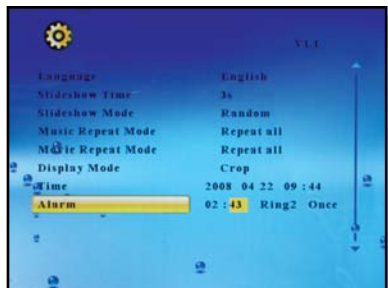 V1.1
Language English
Slideshow Time 3s
Slideshow Mode Random
Music Repeat Mode Repeat all
Movie Repeat Mode Repeat all
Display Mode Crop
Time 2008 04 22 09 : 44
Alarm 02 : 43 Ring2 Once